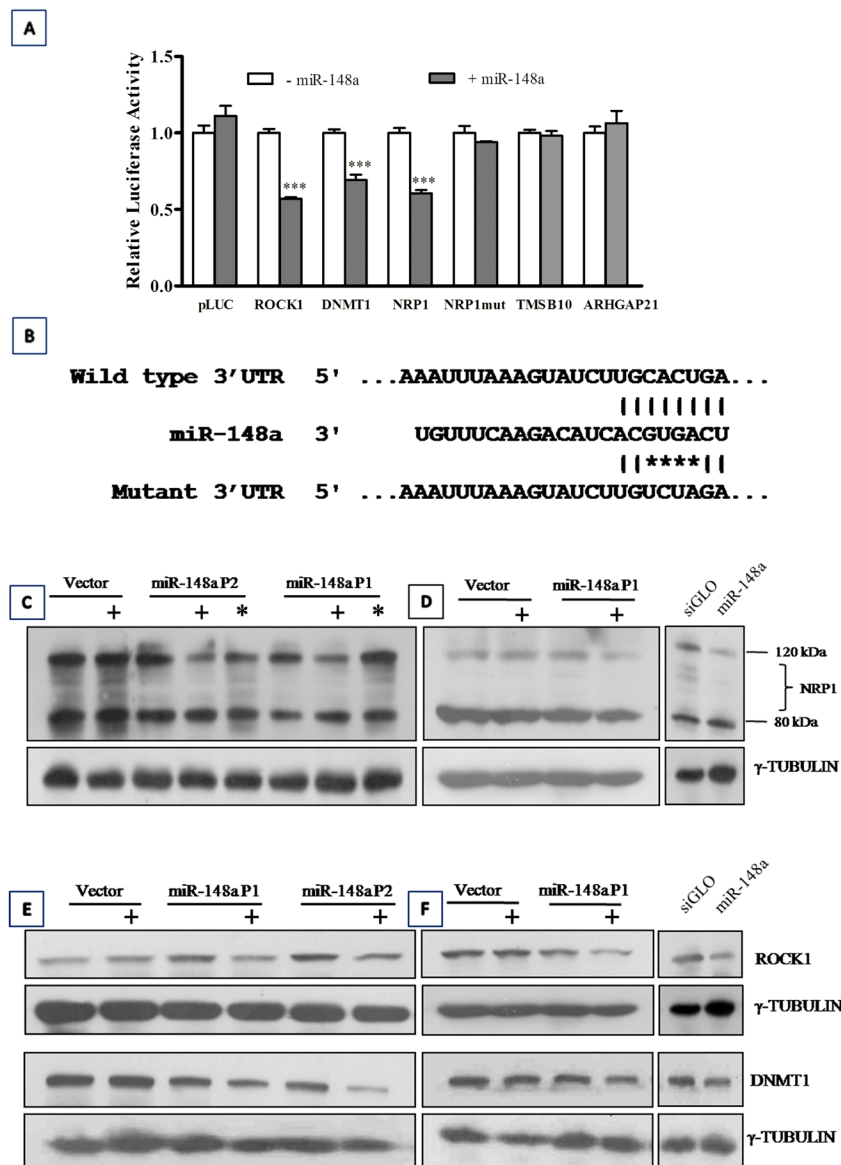 A
Relative Luciferase Activity
1.5
1.0
0.5
0.0
- miR-148a
+ miR-148a
***
***
***
pLUC ROCK1 DNMT1 NRP1 NRP1mut TMSB10 ARHGAP21
B
Wild type 3'UTR 5' ...AAAUUUAAAGUAUCUUGCACUGA...
||||||||
miR-148a 3' UGUUUCAAGACAUCACGUGACU
||****||
Mutant 3'UTR 5' ...AAAUUUAAAGUAUCUUGUCUAGA...
C
Vector miR-148aP2 miR-148aP1
+ + * + *
D
Vector miR-148aP1
+ +
siGLO miR-148a
120 kDa
NRP1
80 kDa
γ-TUBULIN
E
Vector miR-148aP1 miR-148aP2
+ + +
F
Vector miR-148aP1
+ +
siGLO miR-148a
ROCK1
γ-TUBULIN
DNMT1
γ-TUBULIN